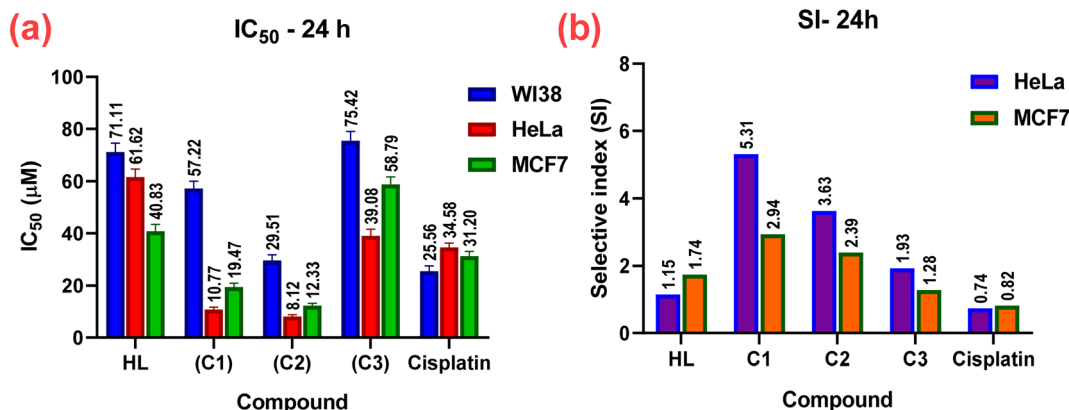 (a)
IC50 - 24 h
IC50 (μM)
100
80
60
40
20
0
71.11
61.62
40.83
57.22
10.77
19.47
29.51
8.12
12.33
75.42
39.08
58.79
25.56
34.58
31.20
WI38
HeLa
MCF7
HL (C1) (C2) (C3) Cisplatin
Compound
(b)
SI- 24h
Selective index (SI)
8
6
4
2
0
1.15
1.74
5.31
2.94
3.63
2.39
1.93
1.28
0.74
0.82
HeLa
MCF7
HL C1 C2 C3 Cisplatin
Compound